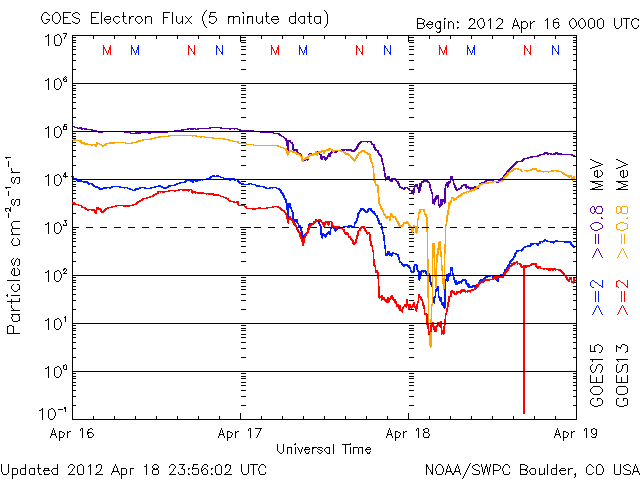 GOES Electron Flux (5 minute data)
Begin: 2012 Apr 16 0000 UTC
M M N N M M N N M M N N
10⁷
10⁶
10⁵
10⁴
10³
10²
10¹
10⁰
10⁻¹
Particles cm⁻²s⁻¹sr⁻¹
Apr 16 Apr 17 Apr 18 Apr 19
Universal Time
GOES15 >=2 >=0.8 MeV
GOES13 >=2 >=0.8 MeV
Updated 2012 Apr 18 23:56:02 UTC
NOAA/SWPC Boulder, CO USA